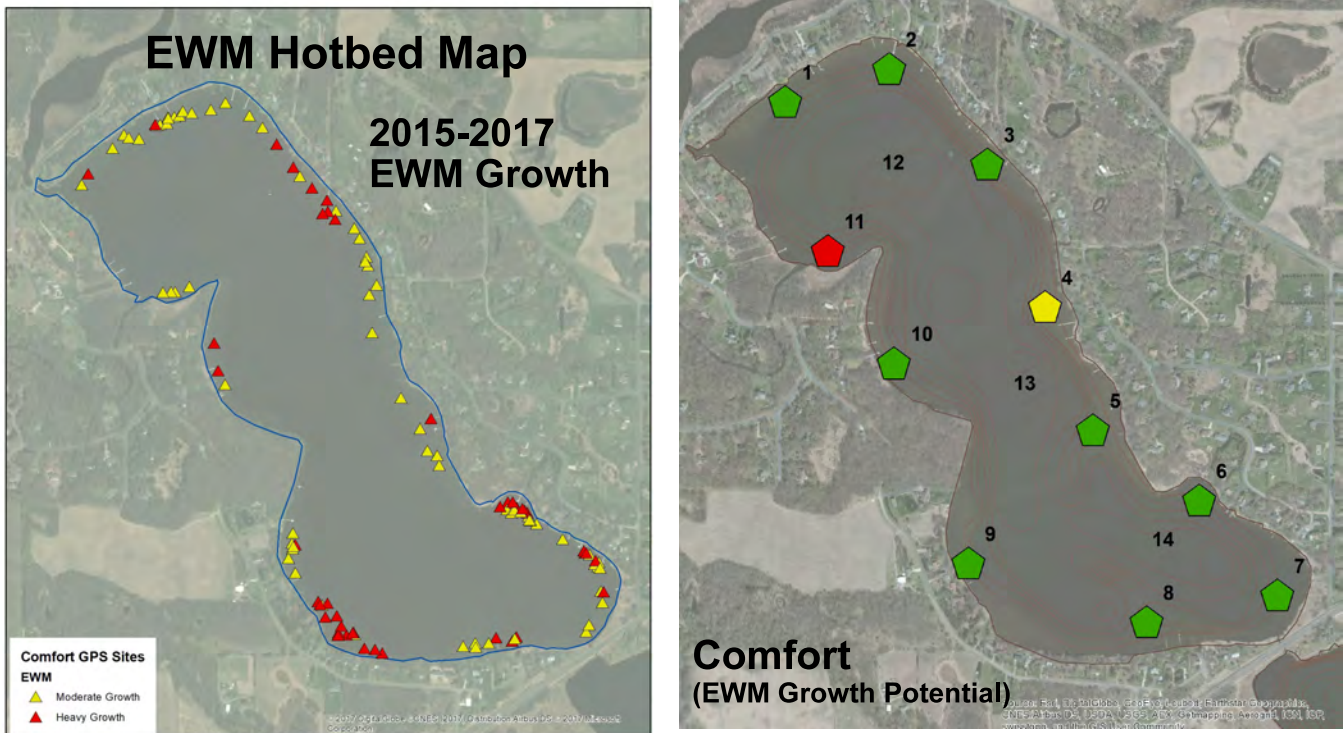 EWM Hotbed Map
2015-2017
EWM Growth
Comfort GPS Sites
EWM
Moderate Growth
Heavy Growth
1
2
3
12
11
4
10
13
5
6
14
9
7
8
Comfort
(EWM Growth Potential)